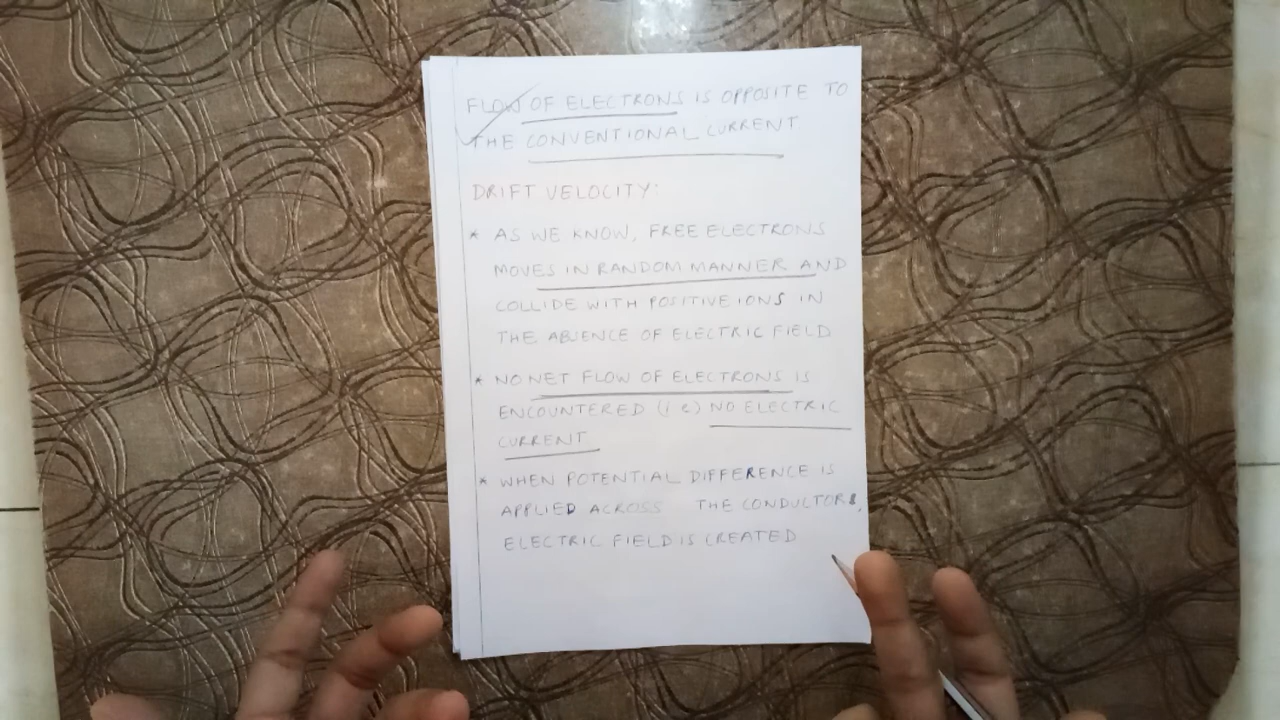 FLOW OF ELECTRONS IS OPPOSITE TO
THE CONVENTIONAL CURRENT
DRIFT VELOCITY:
* AS WE KNOW, FREE ELECTRONS
MOVES IN RANDOM MANNER AND
COLLIDE WITH POSITIVE IONS IN
THE ABSENCE OF ELECTRIC FIELD
* NO NET FLOW OF ELECTRONS IS
ENCOUNTERED (i e) NO ELECTRIC
CURRENT
* WHEN POTENTIAL DIFFERENCE IS
APPLIED ACROSS THE CONDUCTORS,
ELECTRIC FIELD IS CREATED